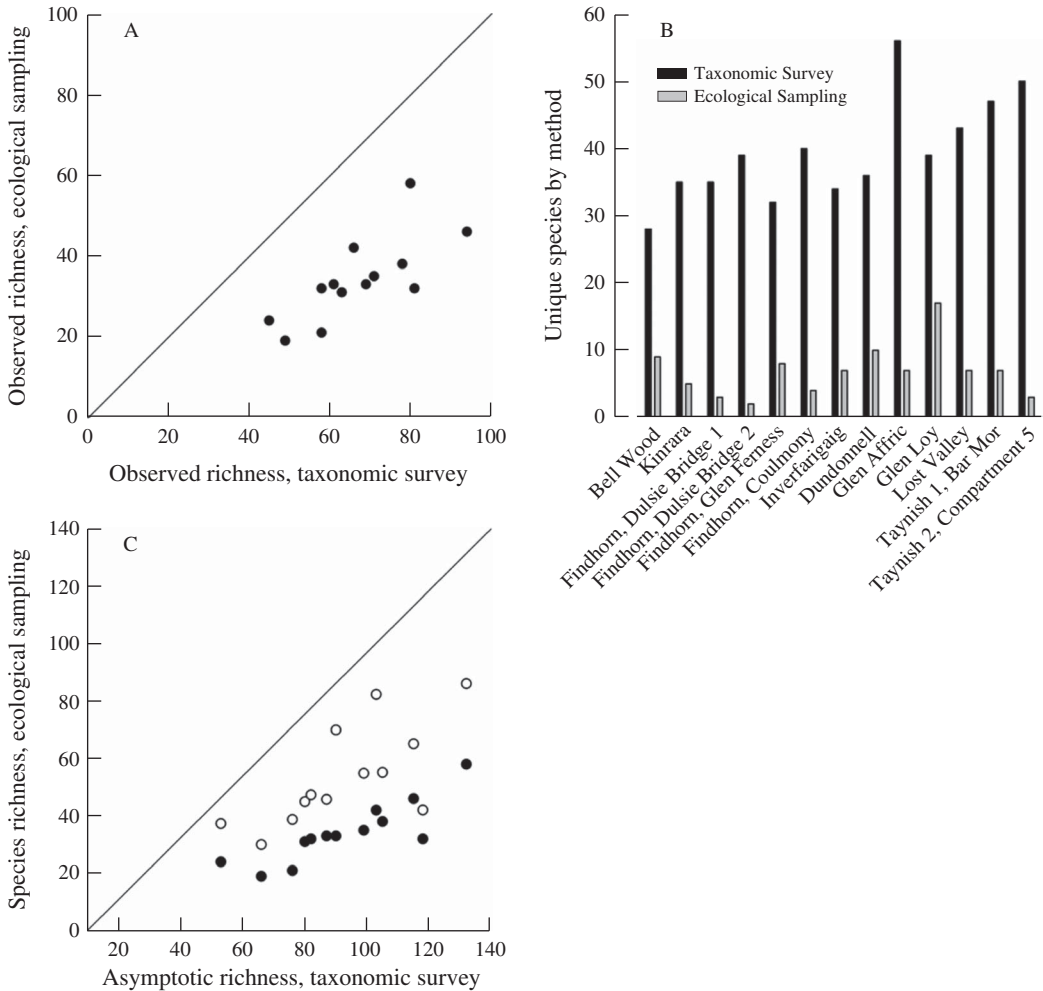 A
Observed richness, ecological sampling
100
80
60
40
20
0
0
20
40
60
80
100
Observed richness, taxonomic survey
B
Unique species by method
60
50
40
30
20
10
0
Taxonomic Survey
Ecological Sampling
Bell Wood
Kinrara
Findhorn, Dulsie Bridge 1
Findhorn, Dulsie Bridge 2
Findhorn, Glen Ferness
Findhorn, Coulmony
Inverfarigaig
Dundonnell
Glen Affric
Glen Loy
Lost Valley
Taynish 1, Bar Mor
Taynish 2, Compartment 5
C
Species richness, ecological sampling
140
120
100
80
60
40
20
0
20
40
60
80
100
120
140
Asymptotic richness, taxonomic survey